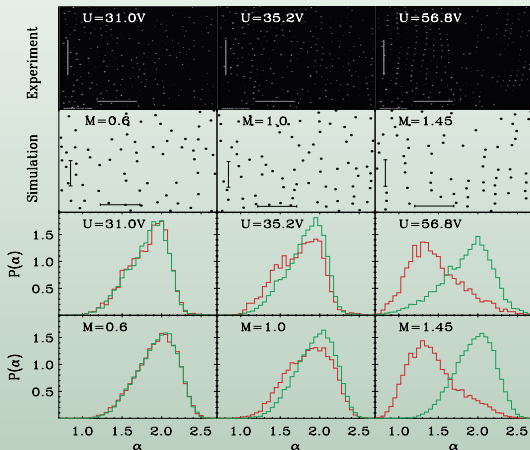 Experiment
U=31.0V
U=35.2V
U=56.8V
Simulation
M=0.6
M=1.0
M=1.45
P(α)
1.5
1.0
0.5
U=31.0V
U=35.2V
U=56.8V
P(α)
1.5
1.0
0.5
M=0.6
M=1.0
M=1.45
1.0 1.5 2.0 2.5 1.0 1.5 2.0 2.5 1.0 1.5 2.0 2.5
α α α